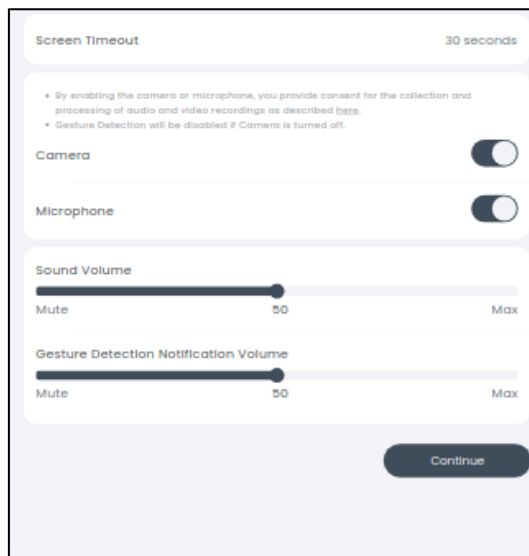 Screen Timeout 30 seconds
• By enabling the camera or microphone, you provide consent for the collection and
processing of audio and video recordings as described here.
• Gesture Detection will be disabled if Camera is turned off.
Camera
Microphone
Sound Volume
Mute 50 Max
Gesture Detection Notification Volume
Mute 50 Max
Continue